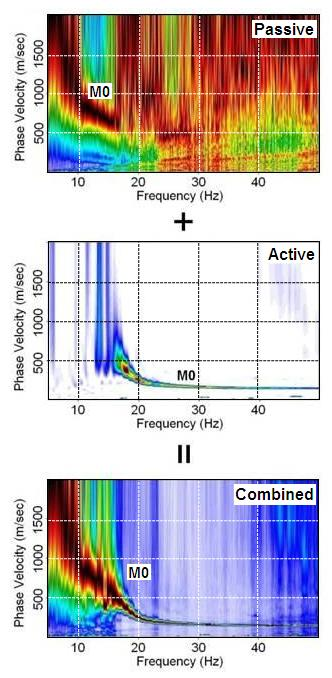 Passive
M0
Phase Velocity (m/sec)
1500
1000
500
10 20 30 40
Frequency (Hz)
+
Active
M0
Phase Velocity (m/sec)
1500
1000
500
10 20 30 40
Frequency (Hz)
=
Combined
M0
Phase Velocity (m/sec)
1500
1000
500
10 20 30 40
Frequency (Hz)